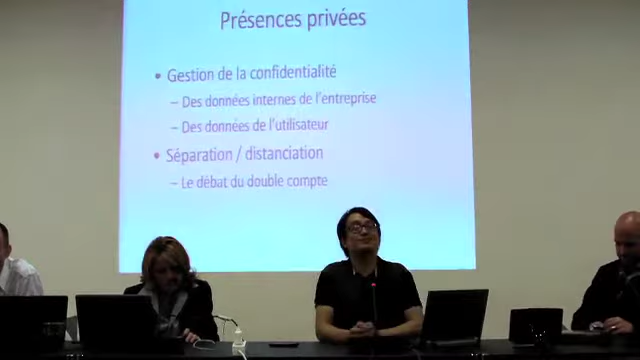 Présences privées
• Gestion de la confidentialité
– Des données internes de l'entreprise
– Des données de l'utilisateur
• Séparation / distanciation
– Le débat du double compte